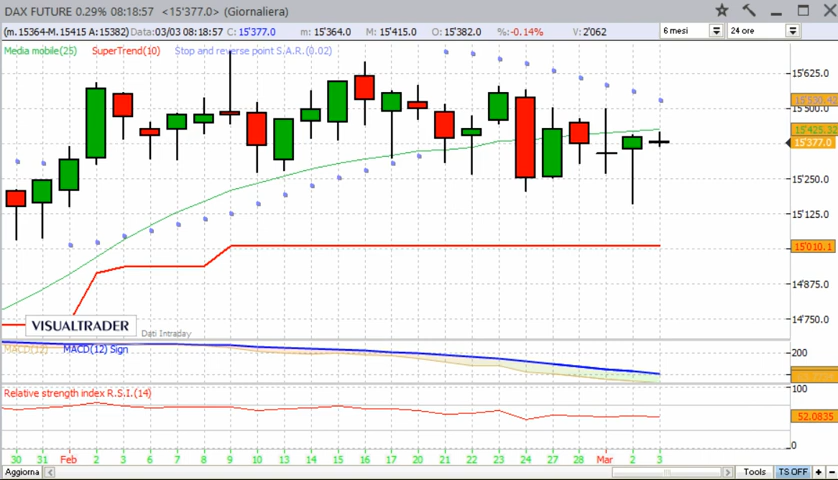 DAX FUTURE 0.29% 08:18:57 <15'377.0> (Giornaliera)
(m.15364-M.15415 A:15382) Data:03/03 08:18:57 C: 15'377.0 m: 15'364.0 M: 15'415.0 A: 15'382.0 %:-0.14% V: 2'062 6 mesi 24 ore
Media mobile(25) SuperTrend(10) Stop and reverse point S.A.R.(0.02)
15'625.0
15'500.0
15'425.32
15'377.0
15'250.0
15'125.0
15'010.1
14'875.0
14'750.0
VISUALTRADER
Dati Intraday
MACD(12) MACD(12) Sign
200
100
Relative strength index R.S.I.(14)
52.0835
0
30 31 Feb 2 3 6 7 8 9 10 13 14 15 16 17 20 21 22 23 24 27 28 Mar 2 3
Aggiorna Tools TS OFF + -